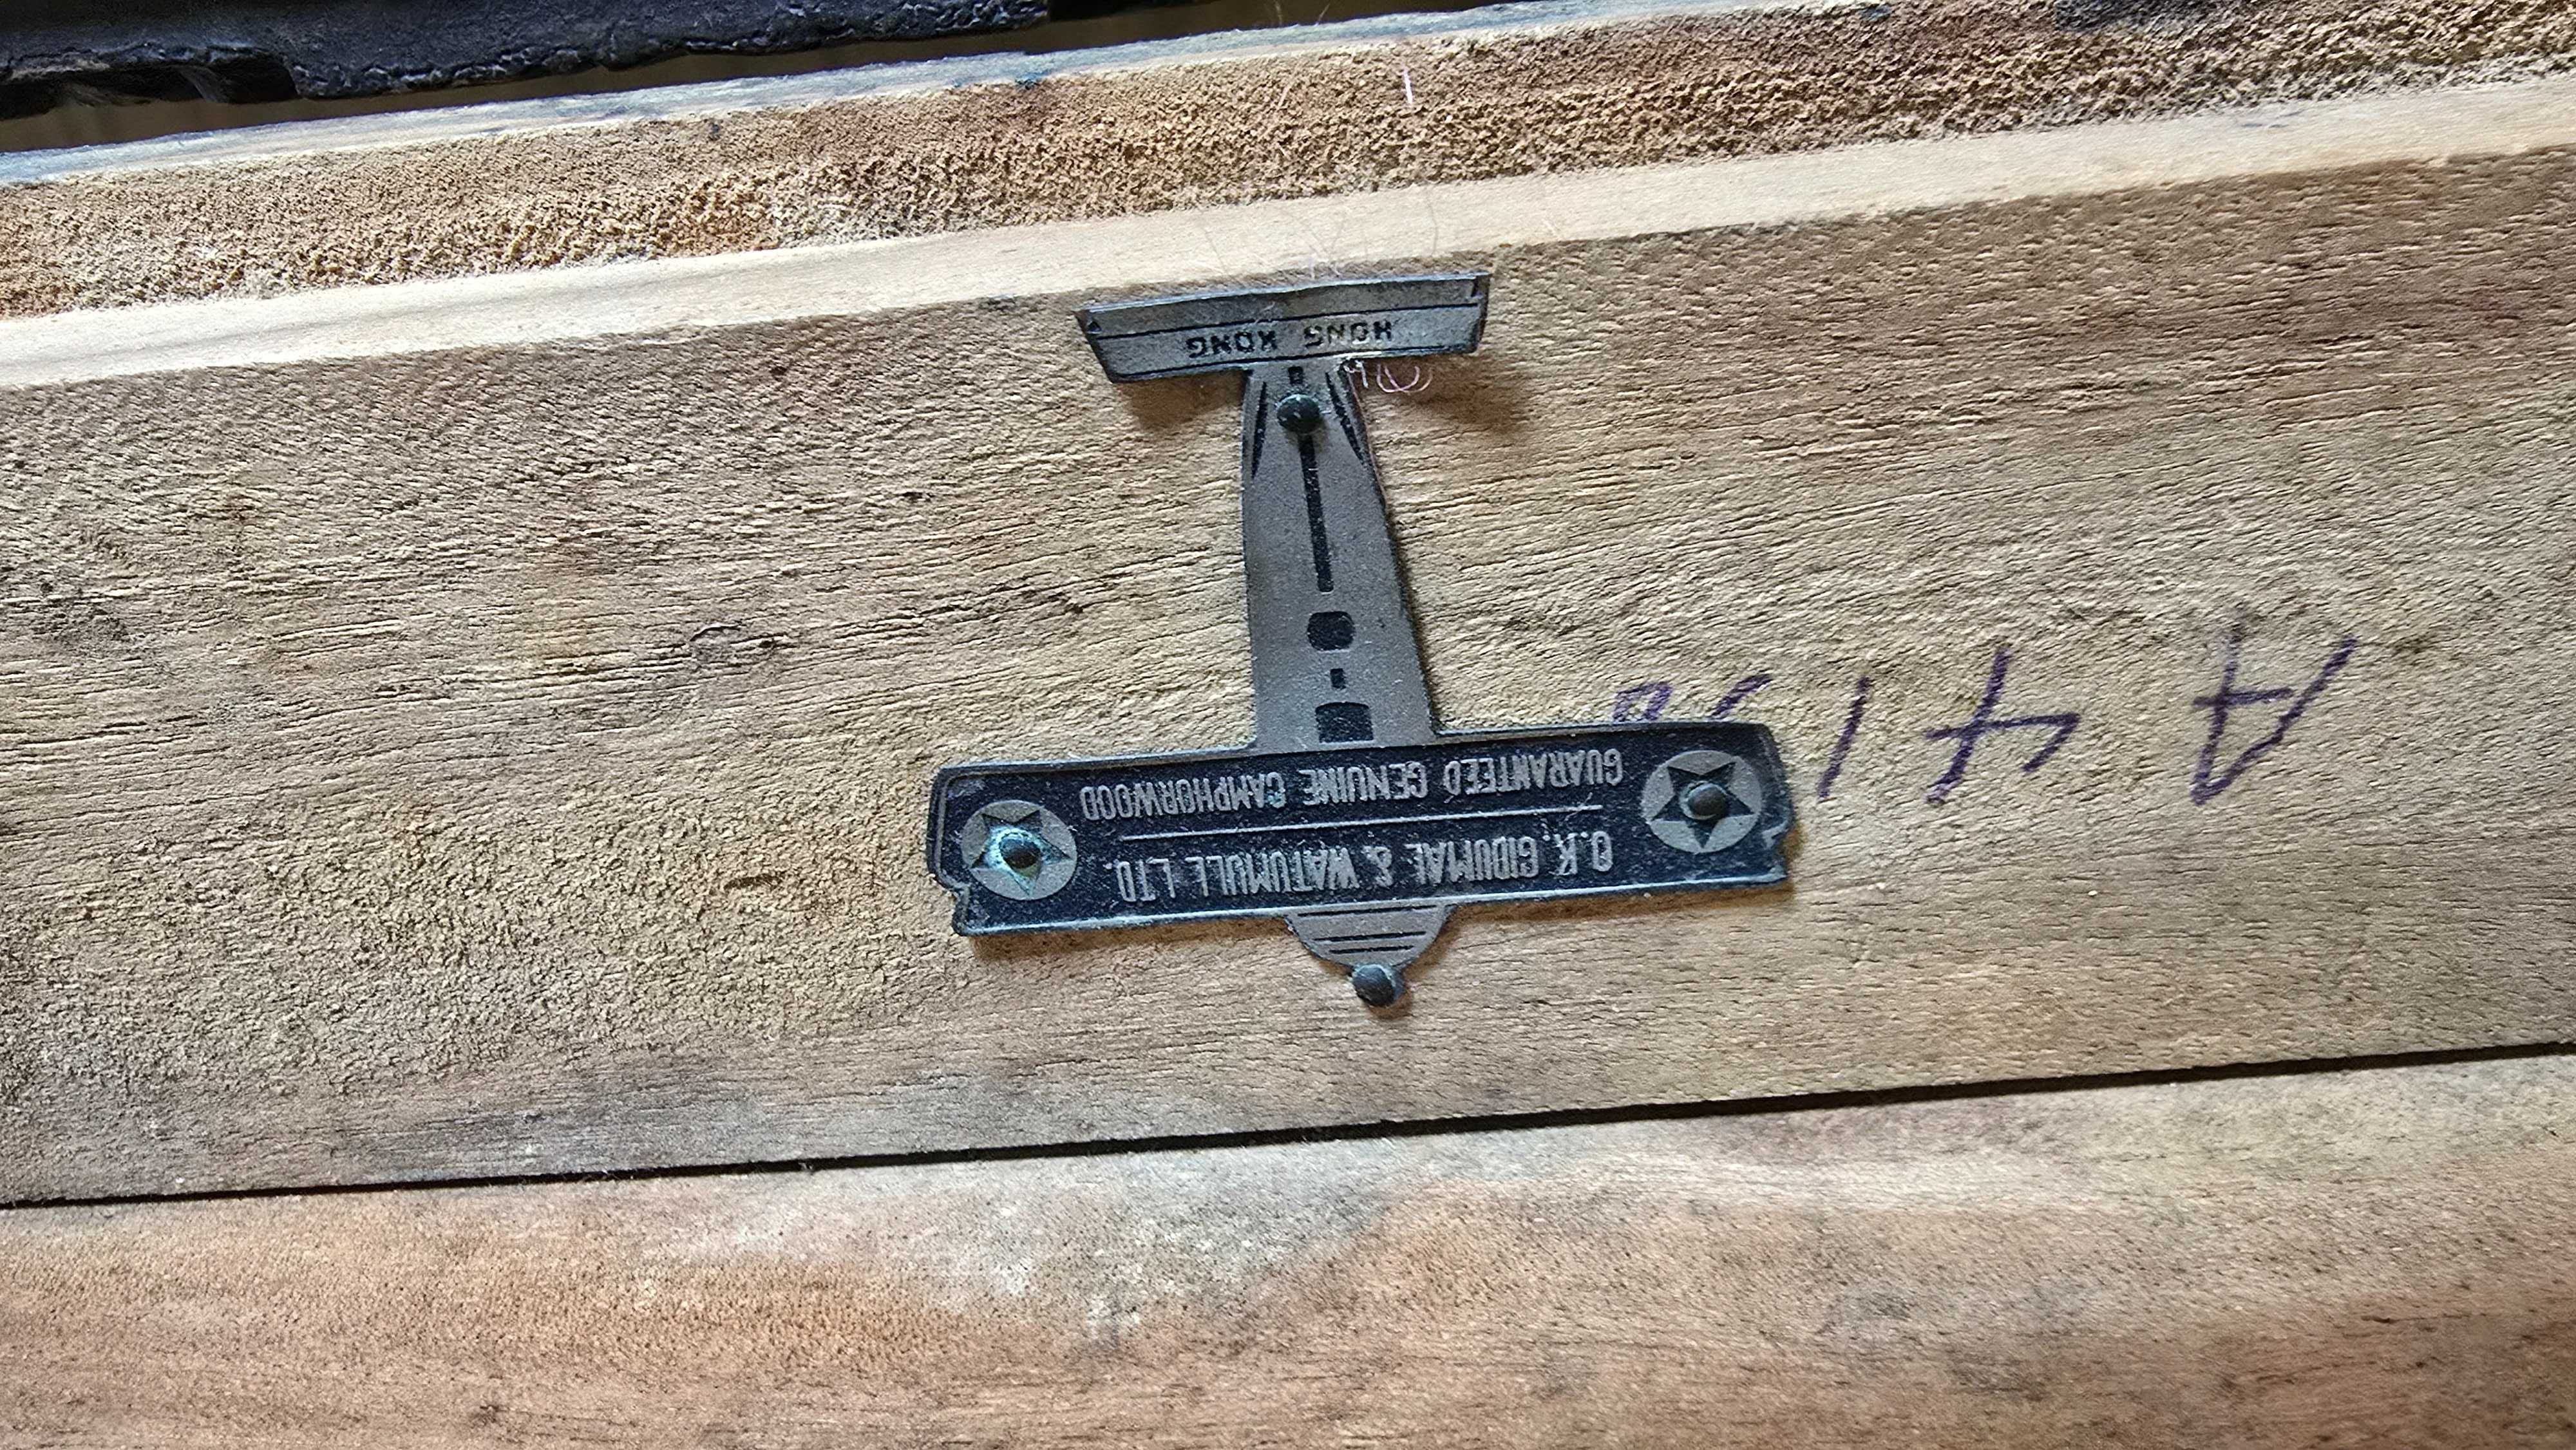 O.K. GIDUMAL & WATUMULL LTD.
GUARANTEED GENUINE CAMPHORWOOD
HONG KONG